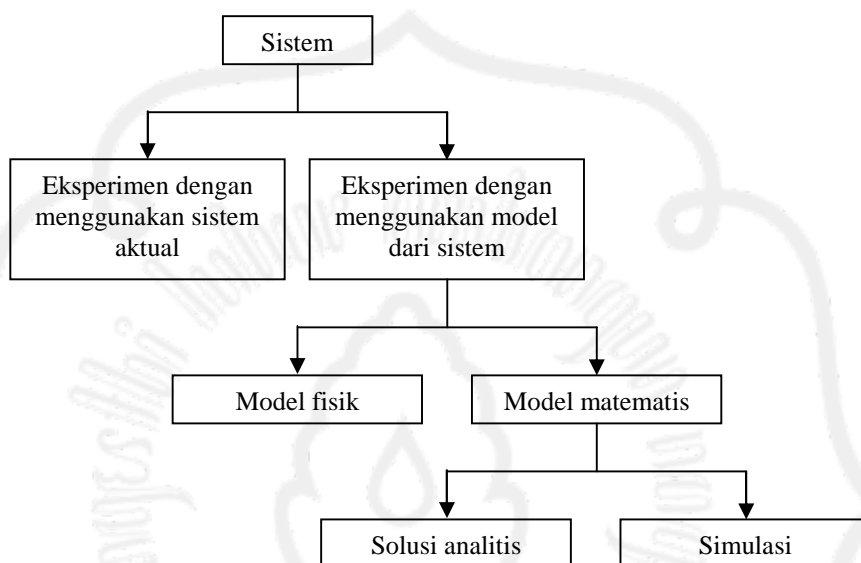 Sistem
Eksperimen dengan
menggunakan sistem
aktual
Eksperimen dengan
menggunakan model
dari sistem
Model fisik
Model matematis
Solusi analitis
Simulasi